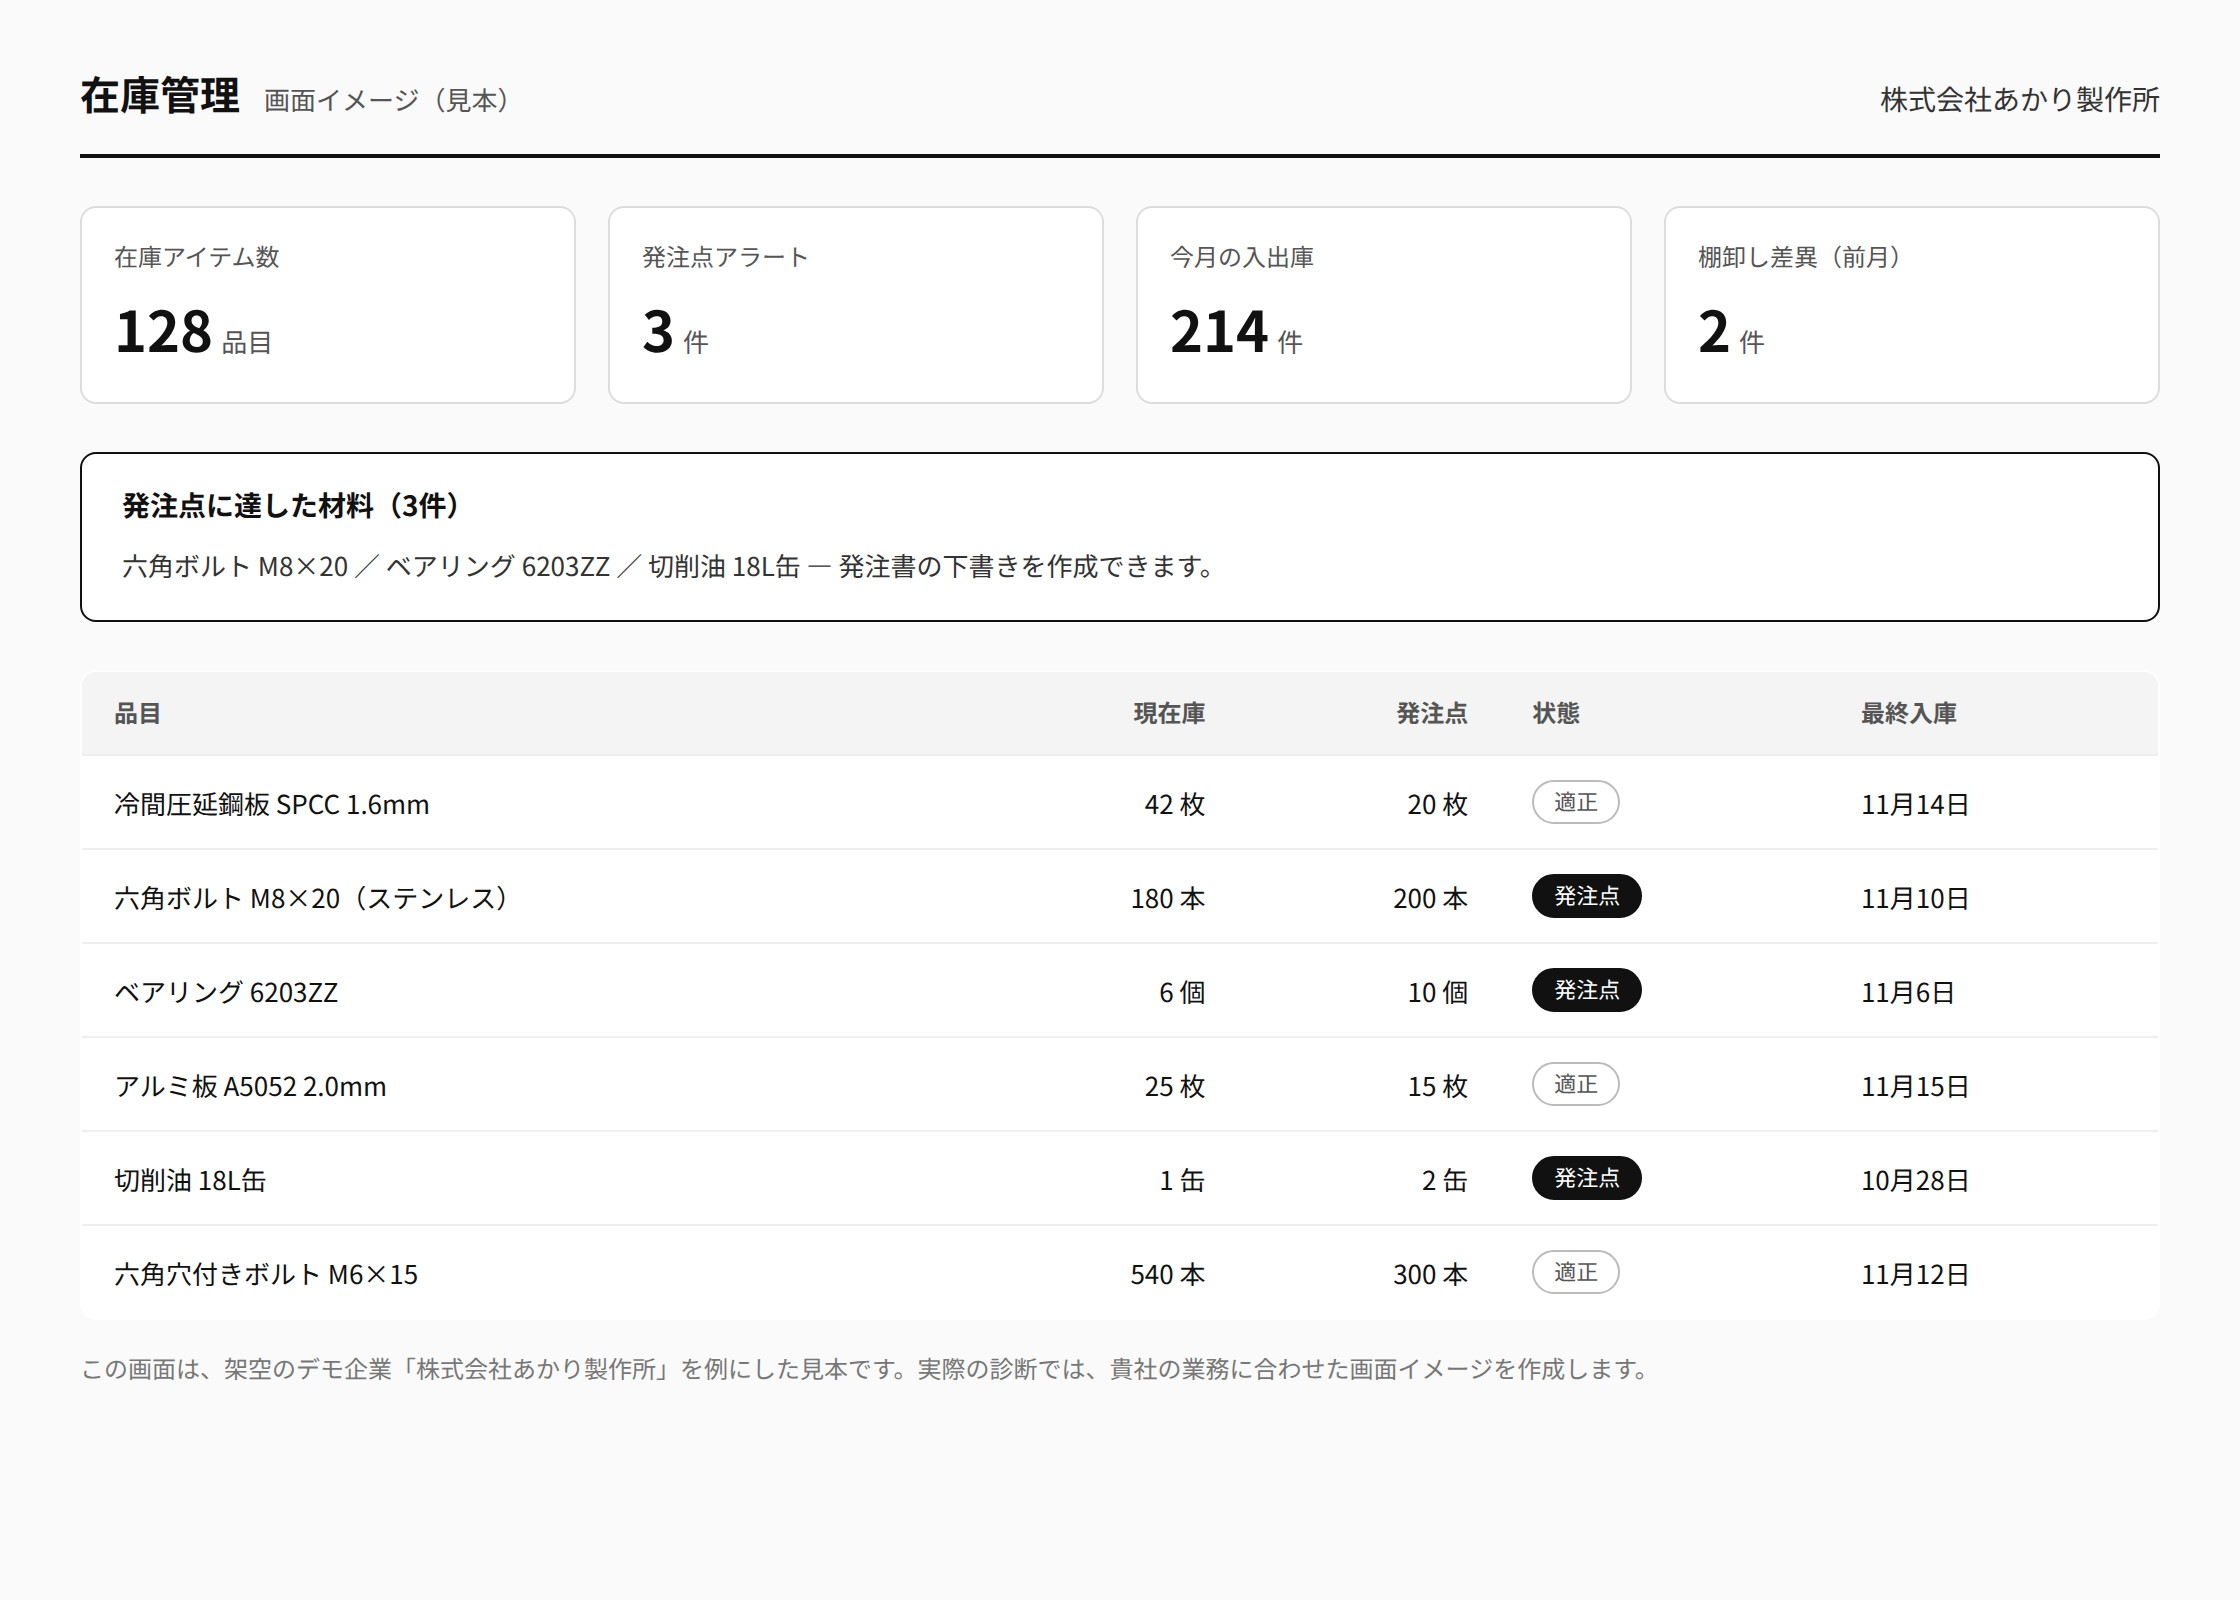 在庫管理 画面イメージ（見本） 株式会社あかり製作所
在庫アイテム数 発注点アラート 今月の入出庫 棚卸し差異（前月）
128 品目 3 件 214 件 2 件
発注点に達した材料（3件）
六角ボルト M8×20 ／ ベアリング 6203ZZ ／ 切削油 18L缶 — 発注書の下書きを作成できます。
品目 現在庫 発注点 状態 最終入庫
冷間圧延鋼板 SPCC 1.6mm 42 枚 20 枚 適正 11月14日
六角ボルト M8×20（ステンレス） 180 本 200 本 発注点 11月10日
ベアリング 6203ZZ 6 個 10 個 発注点 11月6日
アルミ板 A5052 2.0mm 25 枚 15 枚 適正 11月15日
切削油 18L缶 1 缶 2 缶 発注点 10月28日
六角穴付きボルト M6×15 540 本 300 本 適正 11月12日
この画面は、架空のデモ企業「株式会社あかり製作所」を例にした見本です。実際の診断では、貴社の業務に合わせた画面イメージを作成します。